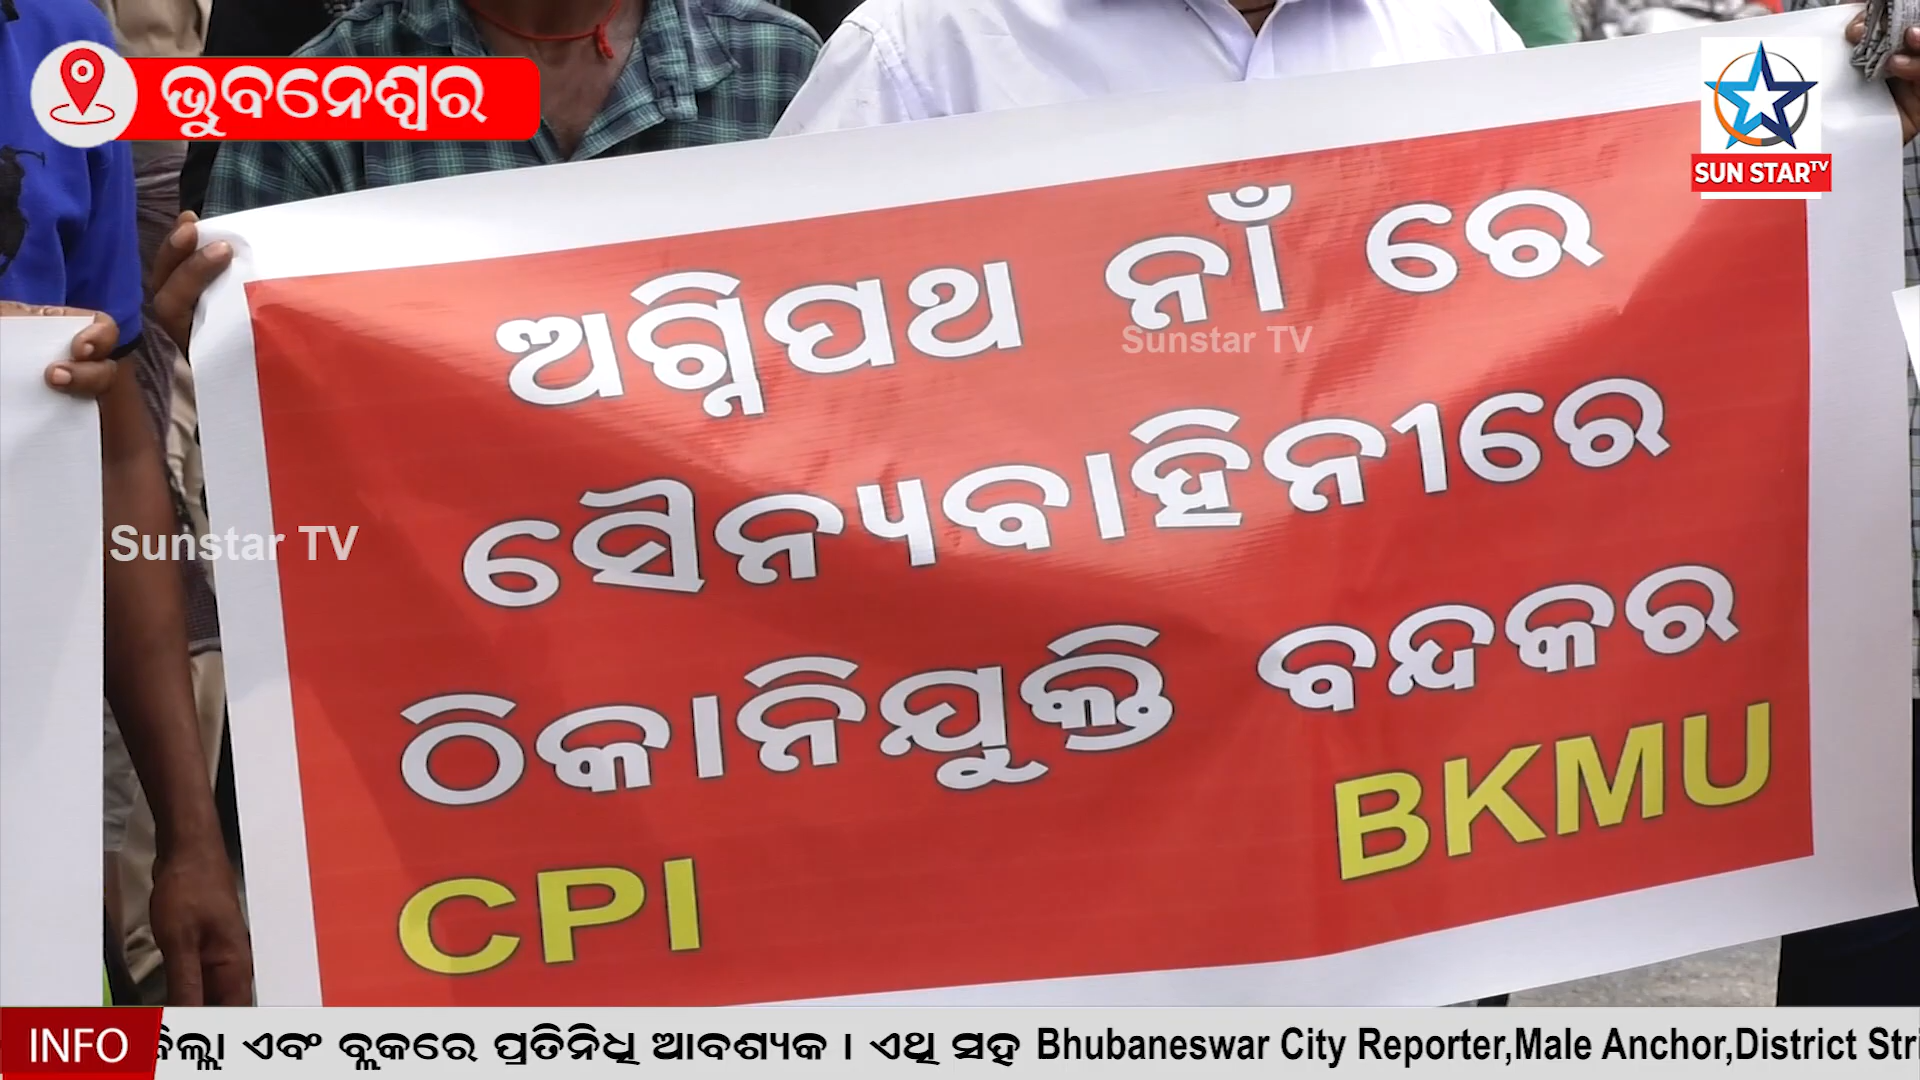 ଭୁବନେଶ୍ୱର
SUN STAR TV
ଅଗ୍ନିପଥ ନାଁ ରେ
Sunstar TV
ସୈନ୍ୟବାହିନୀରେ
Sunstar TV
ଠିକାନିଯୁକ୍ତି ବନ୍ଦକର
CPI BKMU
INFO ଜିଲ୍ଲା ଏବଂ ବ୍ଲକରେ ପ୍ରତିନିଧି ଆବଶ୍ୟକ । ଏଥି ସହ Bhubaneswar City Reporter,Male Anchor,District Stri